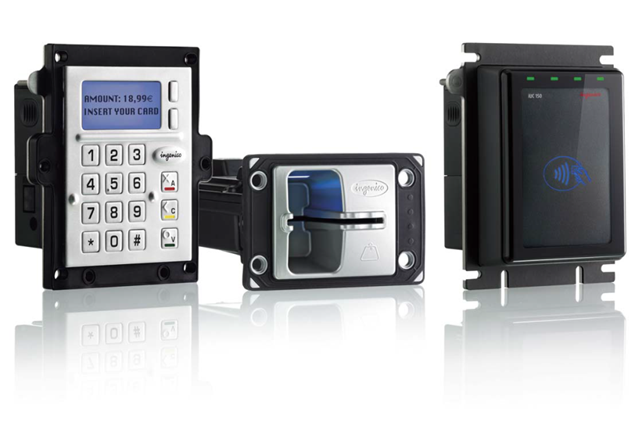 AMOUNT: 18,99€
INSERT YOUR CARD
1 2 3
ingenico
4 5 6
A
7 8 9
C
* 0 #
V
ingenico